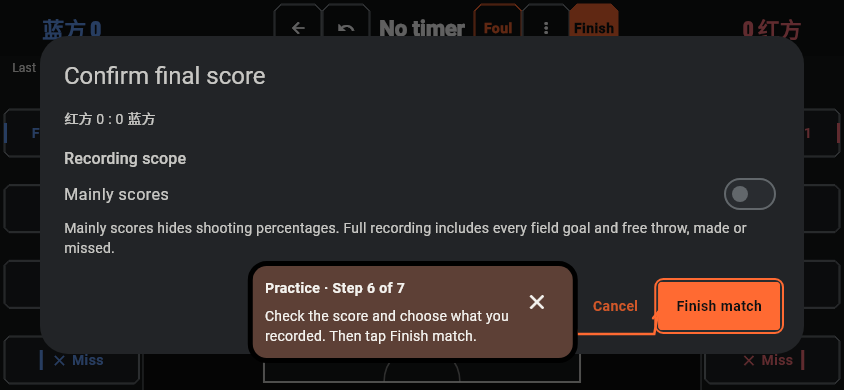 蓝方 0
No timer
Foul
Finish
0 红方
Last
Confirm final score
红方 0 : 0 蓝方
Recording scope
Mainly scores
Mainly scores hides shooting percentages. Full recording includes every field goal and free throw, made or
missed.
Practice · Step 6 of 7
Check the score and choose what you
recorded. Then tap Finish match.
Cancel
Finish match
F
1
Miss
Miss